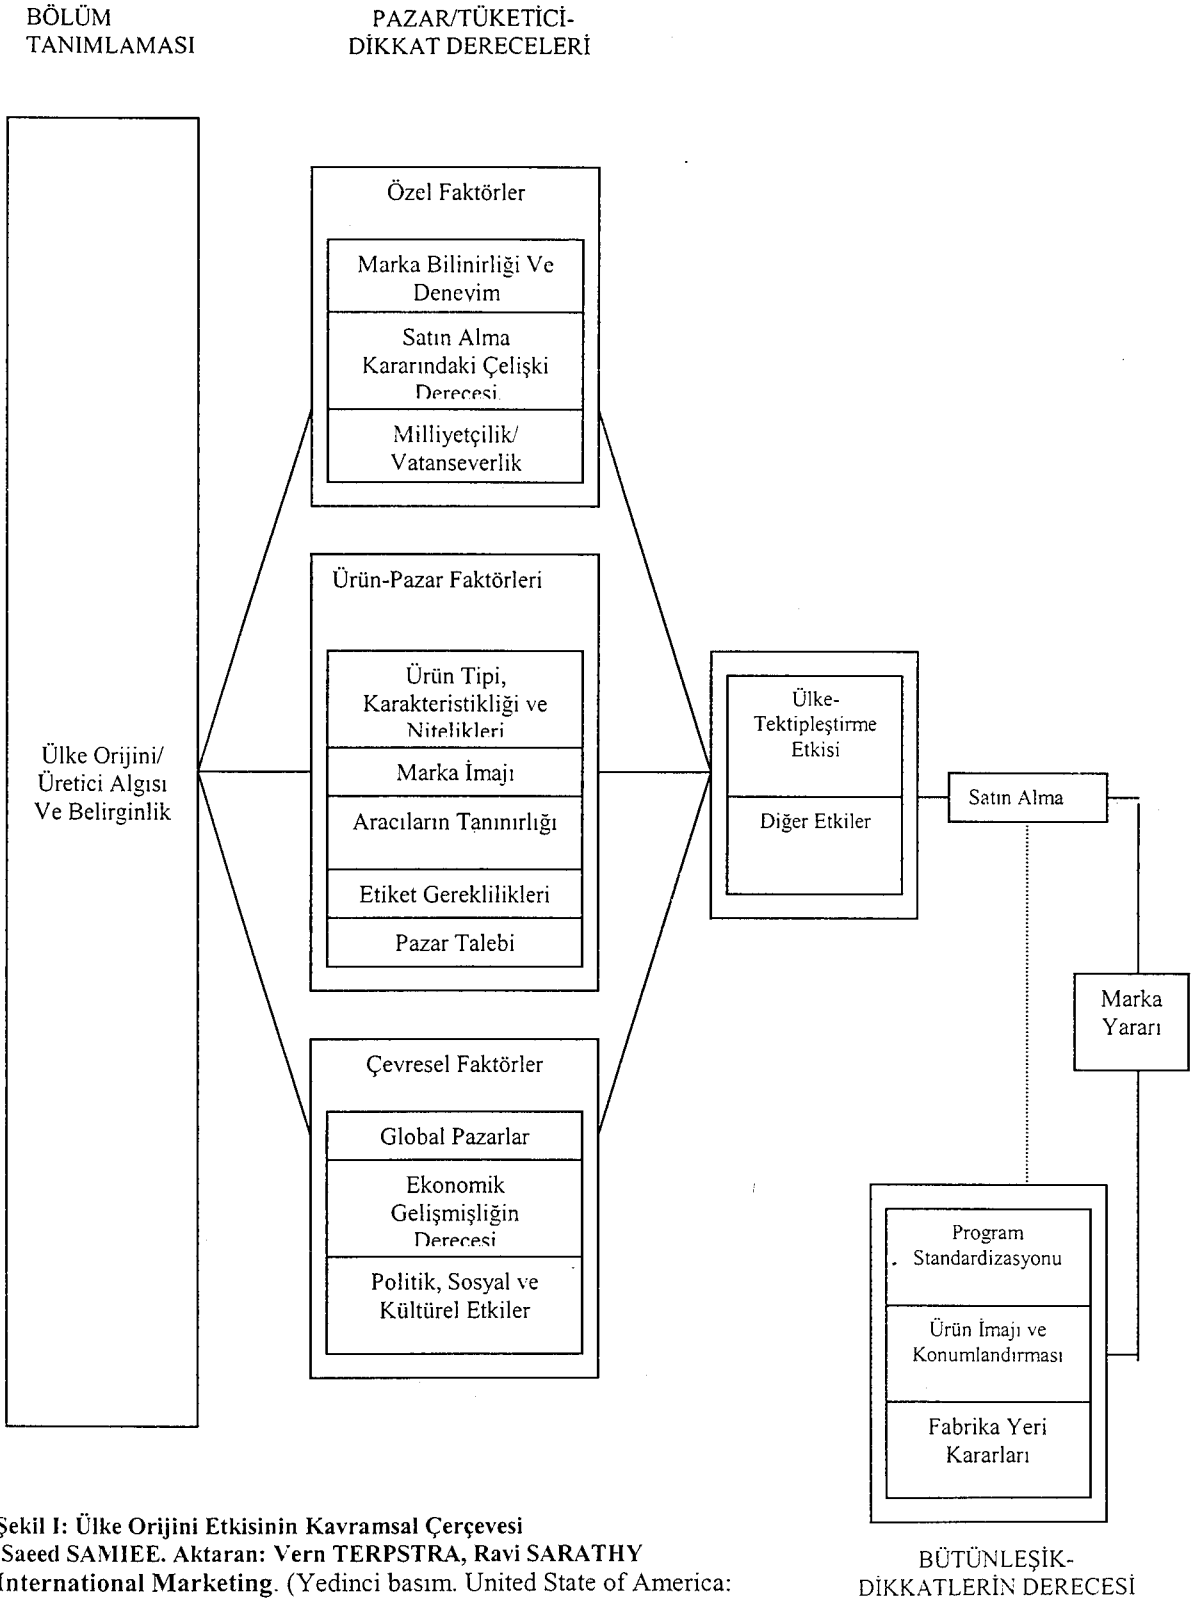 BÖLÜM
TANIMLAMASI
PAZAR/TÜKETİCİ-
DİKKAT DERECELERİ
Ülke Orijini/
Üretici Algısı
Ve Belirginlik
Özel Faktörler
Marka Bilinirliği Ve
Deneyim
Satın Alma
Kararındaki Çelişki
Derecesi.
Milliyetçilik/
Vatanseverlik
Ürün-Pazar Faktörleri
Ürün Tipi,
Karakteristikliği ve
Nitelikleri
Marka İmajı
Aracıların Tanınırlığı
Etiket Gereklilikleri
Pazar Talebi
Çevresel Faktörler
Global Pazarlar
Ekonomik
Gelişmişliğin
Derecesi
Politik, Sosyal ve
Kültürel Etkiler
Ülke-
Tektipleştirme
Etkisi
Diğer Etkiler
Satın Alma
Marka
Yararı
Program
Standardizasyonu
Ürün İmajı ve
Konumlandırması
Fabrika Yeri
Kararları
BÜTÜNLEŞİK-
DİKKATLERİN DERECESİ
Şekil I: Ülke Orijini Etkisinin Kavramsal Çerçevesi
Saeed SAMIEE. Aktaran: Vern TERPSTRA, Ravi SARATHY
International Marketing. (Yedinci basım. United State of America: